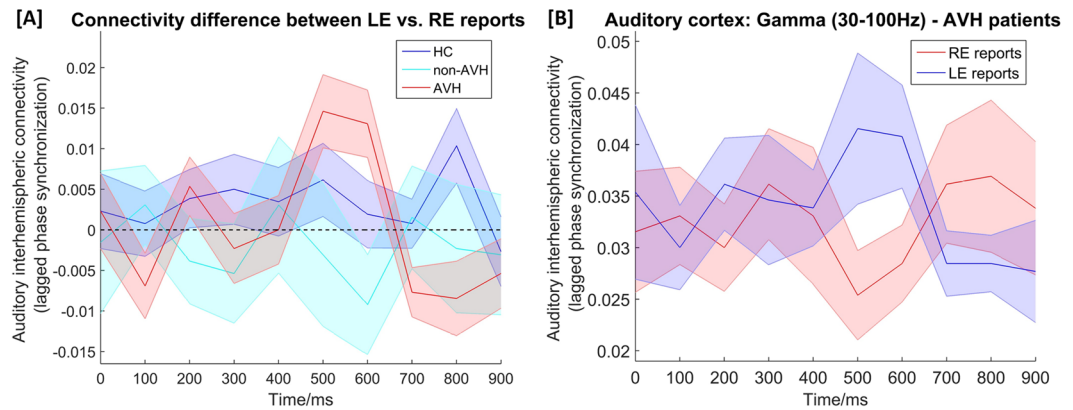 [A] Connectivity difference between LE vs. RE reports
Auditory interhemispheric connectivity
(lagged phase synchronization)
0.02
0.015
0.01
0.005
0
-0.005
-0.01
-0.015
HC
non-AVH
AVH
0 100 200 300 400 500 600 700 800 900
Time/ms
[B] Auditory cortex: Gamma (30-100Hz) - AVH patients
Auditory interhemispheric connectivity
(lagged phase synchronization)
0.05
0.045
0.04
0.035
0.03
0.025
0.02
RE reports
LE reports
0 100 200 300 400 500 600 700 800 900
Time/ms